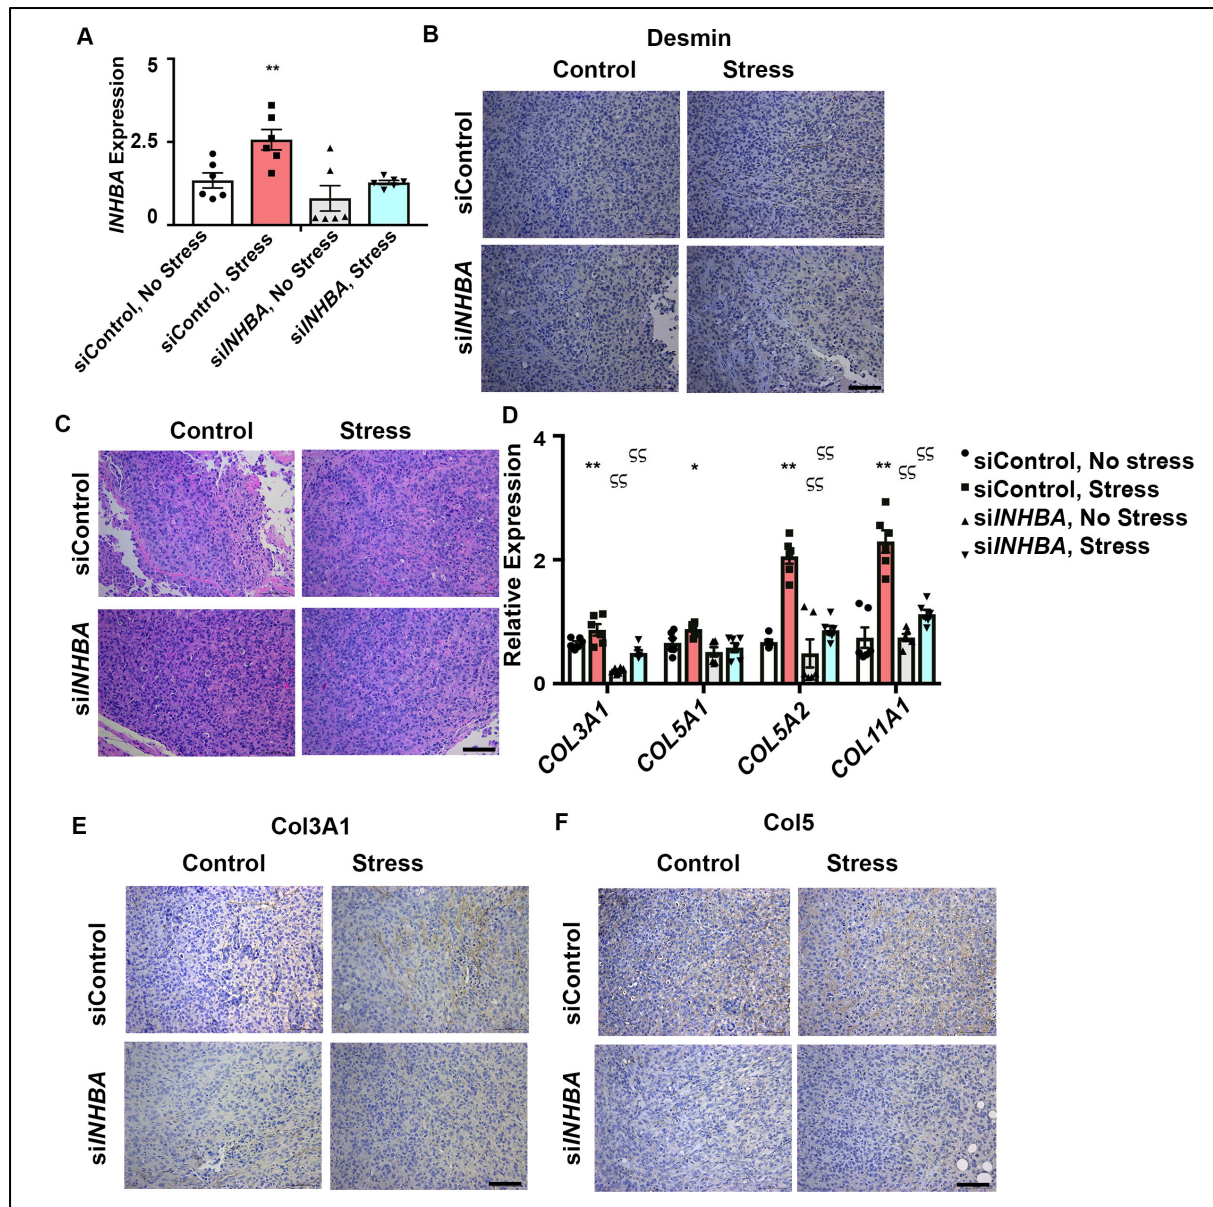 A
INHBA Expression
5
2.5
0
**
siControl, No Stress
siControl, Stress
siINHBA, No Stress
siINHBA, Stress
B
Desmin
Control
Stress
siControl
siINHBA
C
Control
Stress
siControl
siINHBA
D
Relative Expression
4
2
0
** §§ §§
*
** §§ §§
** §§ §§
COL3A1
COL5A1
COL5A2
COL11A1
siControl, No stress
siControl, Stress
siINHBA, No Stress
siINHBA, Stress
E
Col3A1
Control
Stress
siControl
siINHBA
F
Col5
Control
Stress
siControl
siINHBA